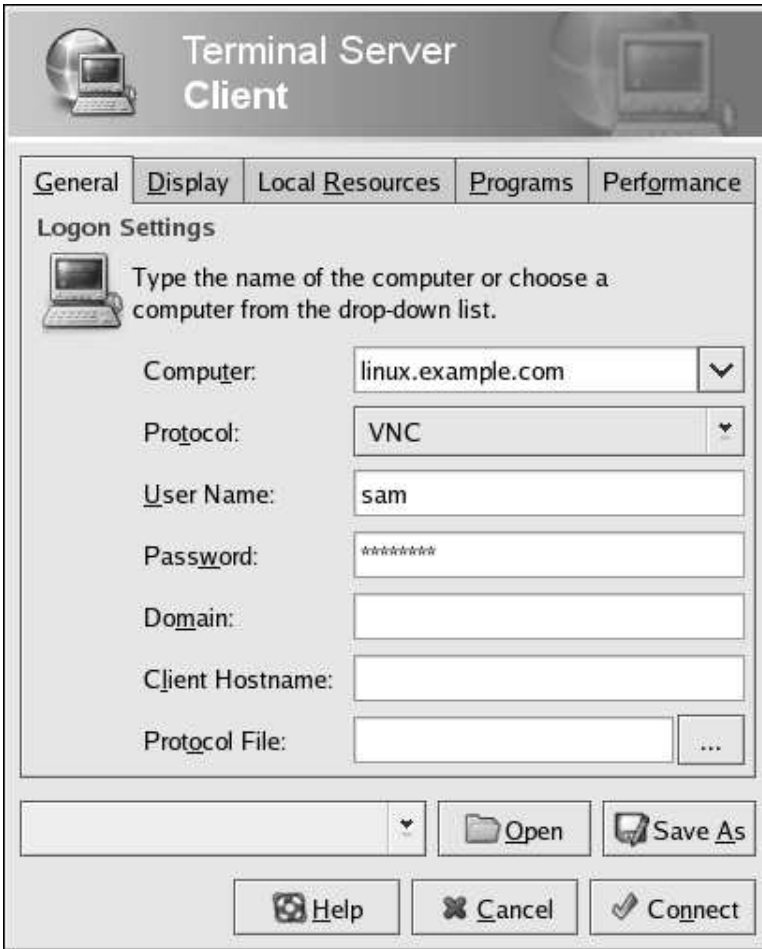 Terminal Server
Client
General Display Local Resources Programs Performance
Logon Settings
Type the name of the computer or choose a
computer from the drop-down list.
Computer: linux.example.com
Protocol: VNC
User Name: sam
Password: ********
Domain:
Client Hostname:
Protocol File: ...
Open Save As
Help Cancel Connect